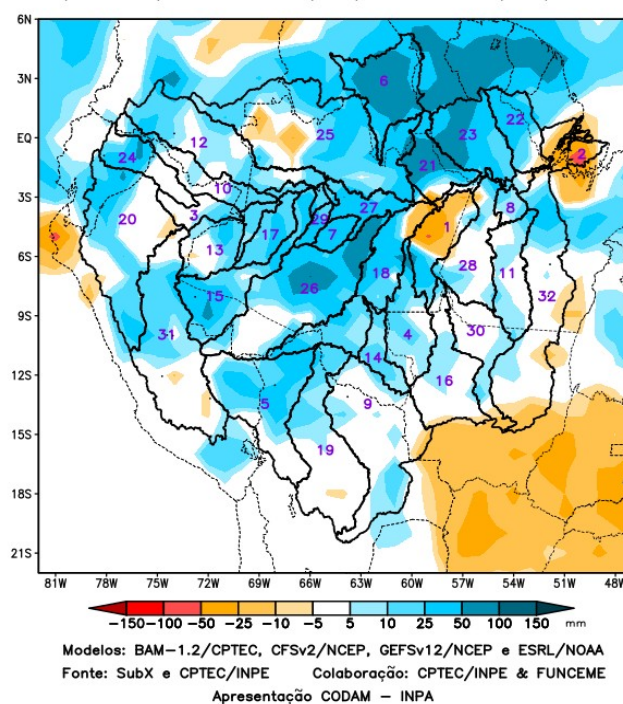 6N
3N
6
22
EQ
12
25
23
2
24
21
10
3S
20
3
29
27
8
13
17
7
1
6S
28
11
15
26
18
32
9S
31
4
30
14
12S
16
5
9
15S
19
18S
21S
81W 78W 75W 72W 69W 66W 63W 60W 57W 54W 51W 48W
−150 −100 −50 −25 −10 −5 5 10 25 50 100 150 mm
Modelos: BAM−1.2/CPTEC, CFSv2/NCEP, GEFSv12/NCEP e ESRL/NOAA
Fonte: SubX e CPTEC/INPE Colaboração: CPTEC/INPE & FUNCEME
Apresentação CODAM − INPA